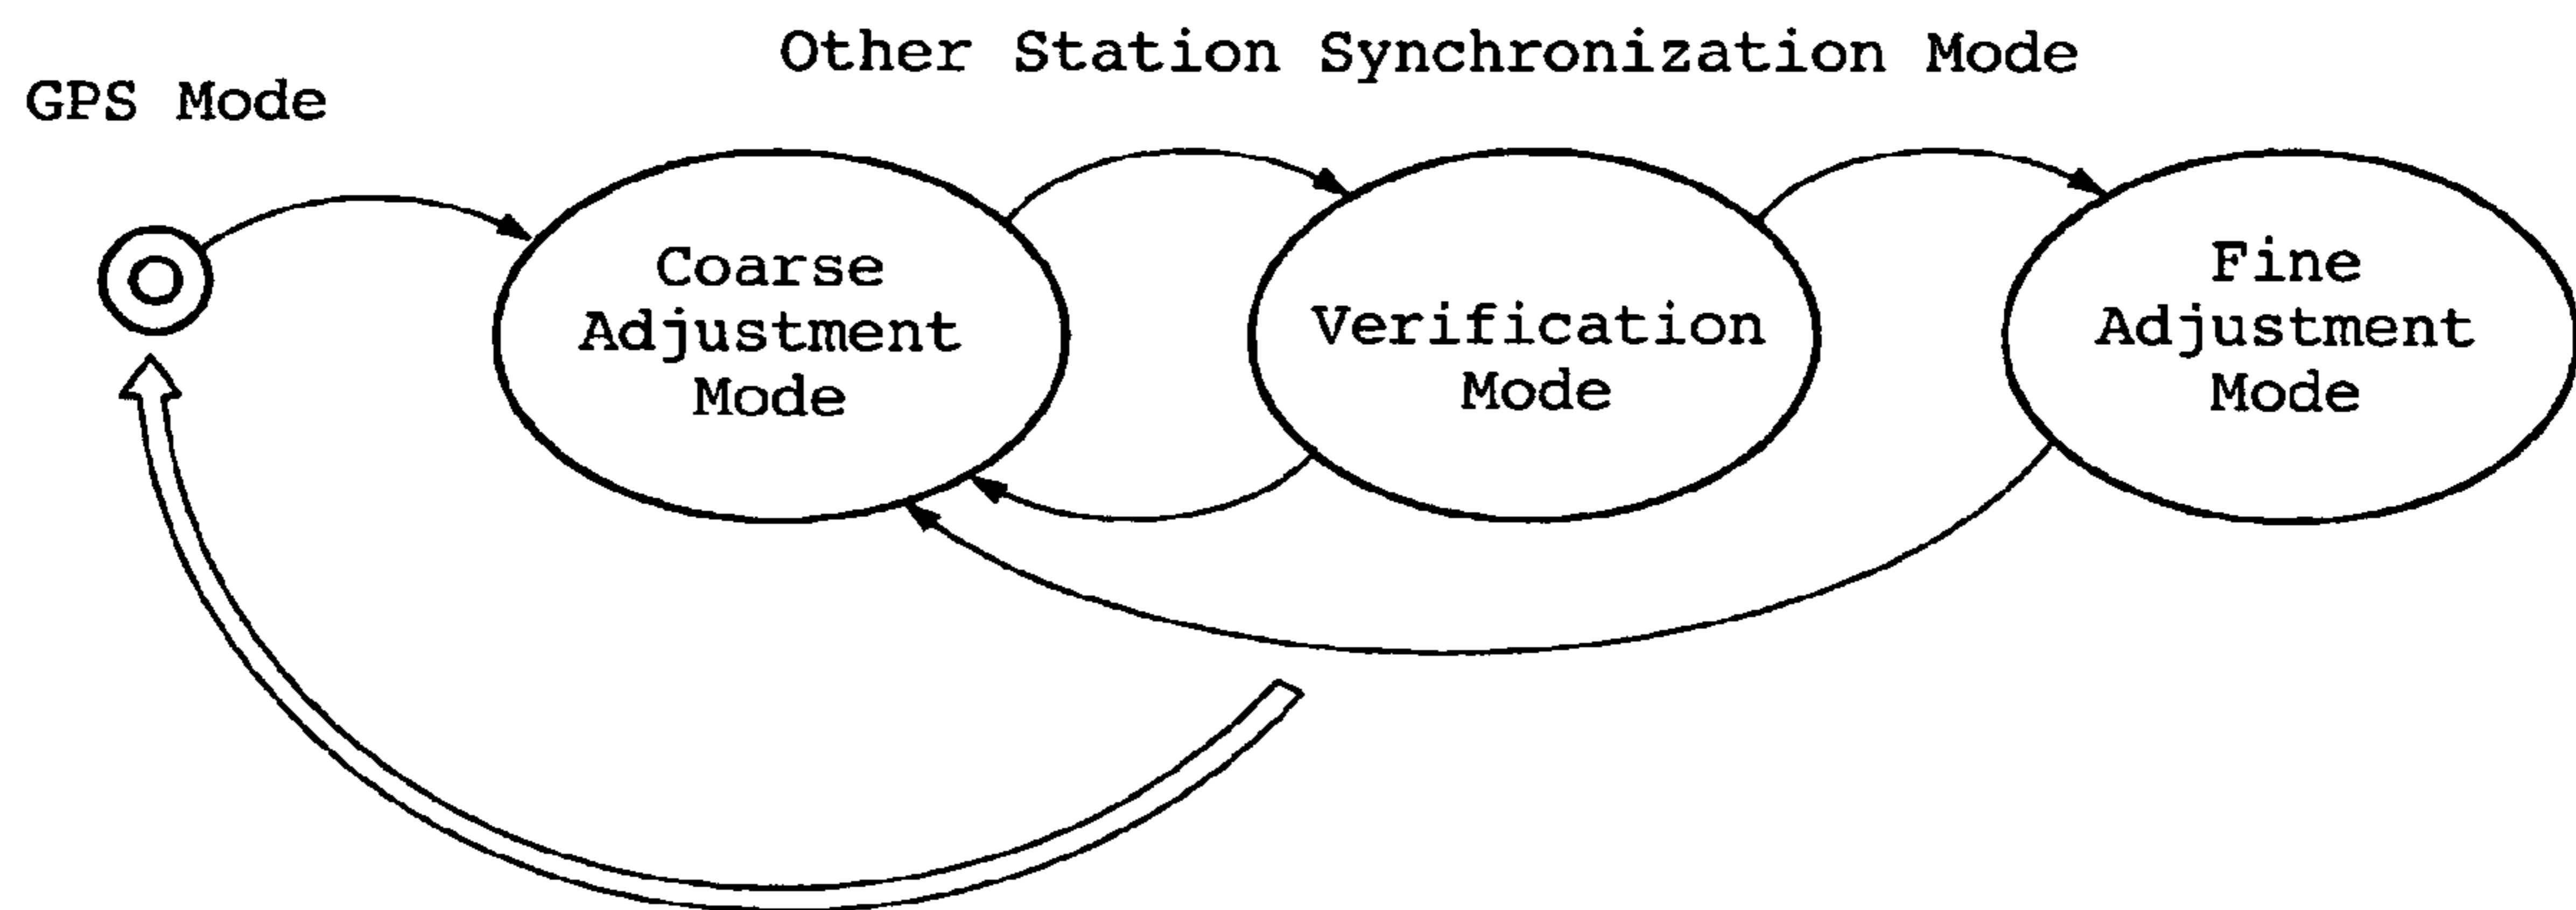 Other Station Synchronization Mode
GPS Mode
Coarse
Adjustment
Mode
Verification
Mode
Fine
Adjustment
Mode